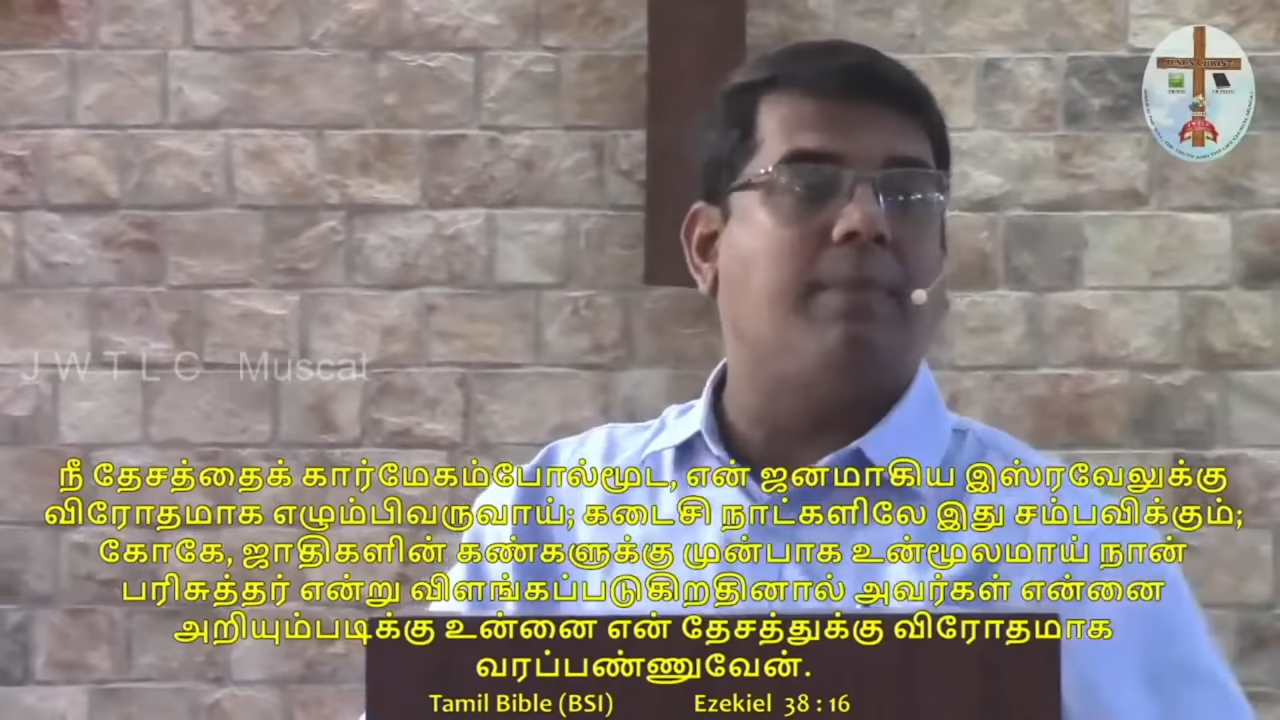 JESUS CHRIST
J W T L C Muscat
நீ தேசத்தைக் கார்மேகம்போல்மூட, என் ஜனமாகிய இஸ்ரவேலுக்கு
விரோதமாக எழும்பிவருவாய்; கடைசி நாட்களிலே இது சம்பவிக்கும்;
கோகே, ஜாதிகளின் கண்களுக்கு முன்பாக உன்மூலமாய் நான்
பரிசுத்தர் என்று விளங்கப்படுகிறதினால் அவர்கள் என்னை
அறியும்படிக்கு உன்னை என் தேசத்துக்கு விரோதமாக
வரப்பண்ணுவேன்.
Tamil Bible (BSI) Ezekiel 38 : 16